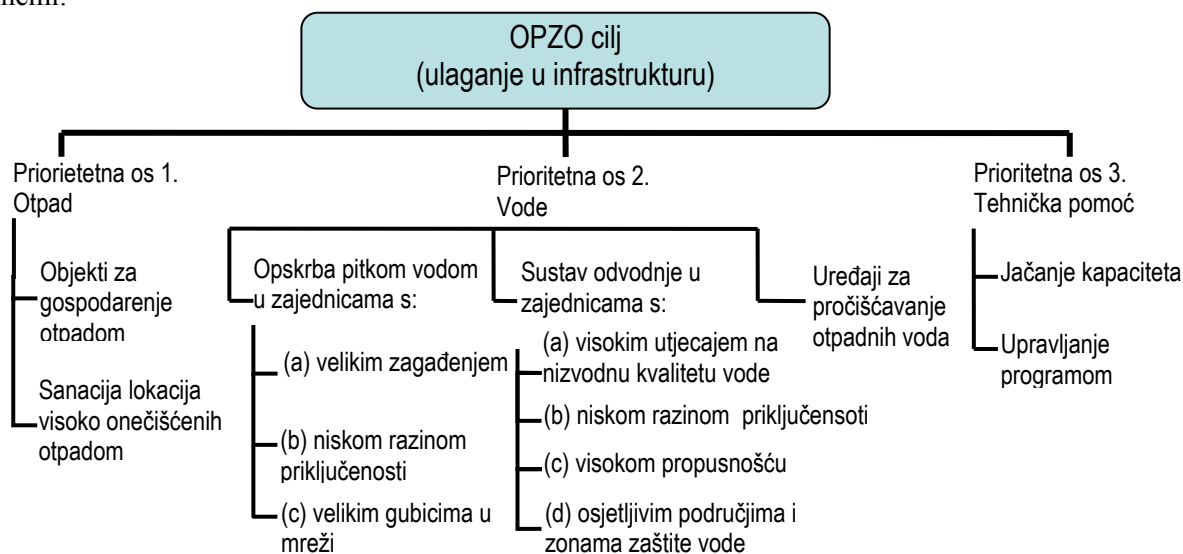 OPZO cilj
(ulaganje u infrastrukturu)
Priorietetna os 1.
Otpad
Objekti za
gospodarenje
otpadom
Sanacija lokacija
visoko onečišćenih
otpadom
Prioritetna os 2.
Vode
Opskrba pitkom vodom
u zajednicama s:
(a) velikim zagađenjem
(b) niskom razinom
priključenosti
(c) velikim gubicima u
mreži
Sustav odvodnje u
zajednicama s:
(a) visokim utjecajem na
nizvodnu kvalitetu vode
(b) niskom razinom priključensoti
(c) visokom propusnošću
(d) osjetljivim područjima i
zonama zaštite vode
Uređaji za
pročišćavanje
otpadnih voda
Prioritetna os 3.
Tehnička pomoć
Jačanje kapaciteta
Upravljanje
programom